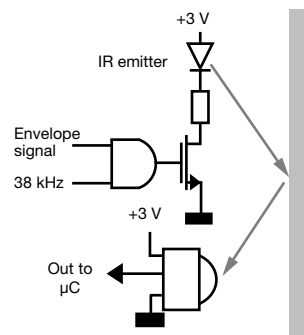 +3 V
IR emitter
Envelope
signal
38 kHz
+3 V
Out to
µC